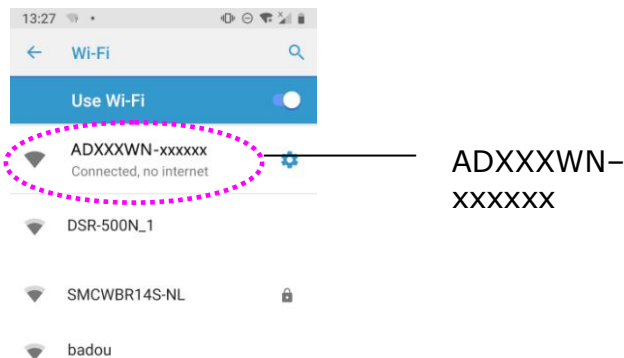 13:27
Wi-Fi
Use Wi-Fi
ADXXXWN-xxxxxx
Connected, no internet
ADXXXWN–
xxxxxx
DSR-500N_1
SMCWBR14S-NL
badou